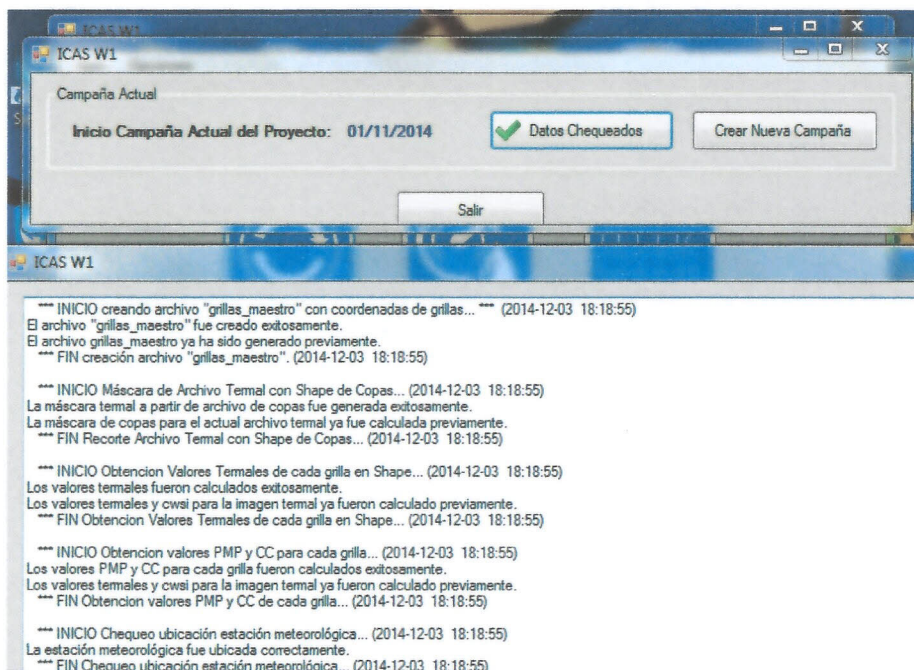 ICAS W1
ICAS W1
Campaña Actual
Inicio Campaña Actual del Proyecto: 01/11/2014
Datos Chequeados
Crear Nueva Campaña
Salir
ICAS W1
*** INICIO creando archivo "grillas_maestro" con coordenadas de grillas... *** (2014-12-03 18:18:55)
El archivo "grillas_maestro" fue creado exitosamente.
El archivo grillas_maestro ya ha sido generado previamente.
*** FIN creación archivo "grillas_maestro". (2014-12-03 18:18:55)
*** INICIO Máscara de Archivo Termal con Shape de Copas... (2014-12-03 18:18:55)
La máscara termal a partir de archivo de copas fue generada exitosamente.
La máscara de copas para el actual archivo termal ya fue calculada previamente.
*** FIN Recorte Archivo Termal con Shape de Copas... (2014-12-03 18:18:55)
*** INICIO Obtencion Valores Termales de cada grilla en Shape... (2014-12-03 18:18:55)
Los valores termales fueron calculados exitosamente.
Los valores termales y cwsi para la imagen termal ya fueron calculado previamente.
*** FIN Obtencion Valores Termales de cada grilla en Shape... (2014-12-03 18:18:55)
*** INICIO Obtencion valores PMP y CC para cada grilla... (2014-12-03 18:18:55)
Los valores PMP y CC para cada grilla fueron calculados exitosamente.
Los valores termales y cwsi para la imagen termal ya fueron calculado previamente.
*** FIN Obtencion valores PMP y CC de cada grilla... (2014-12-03 18:18:55)
*** INICIO Chequeo ubicación estación meteorológica... (2014-12-03 18:18:55)
La estación meteorológica fue ubicada correctamente.
*** FIN Chequeo ubicación estación meteorológica... (2014-12-03 18:18:55)